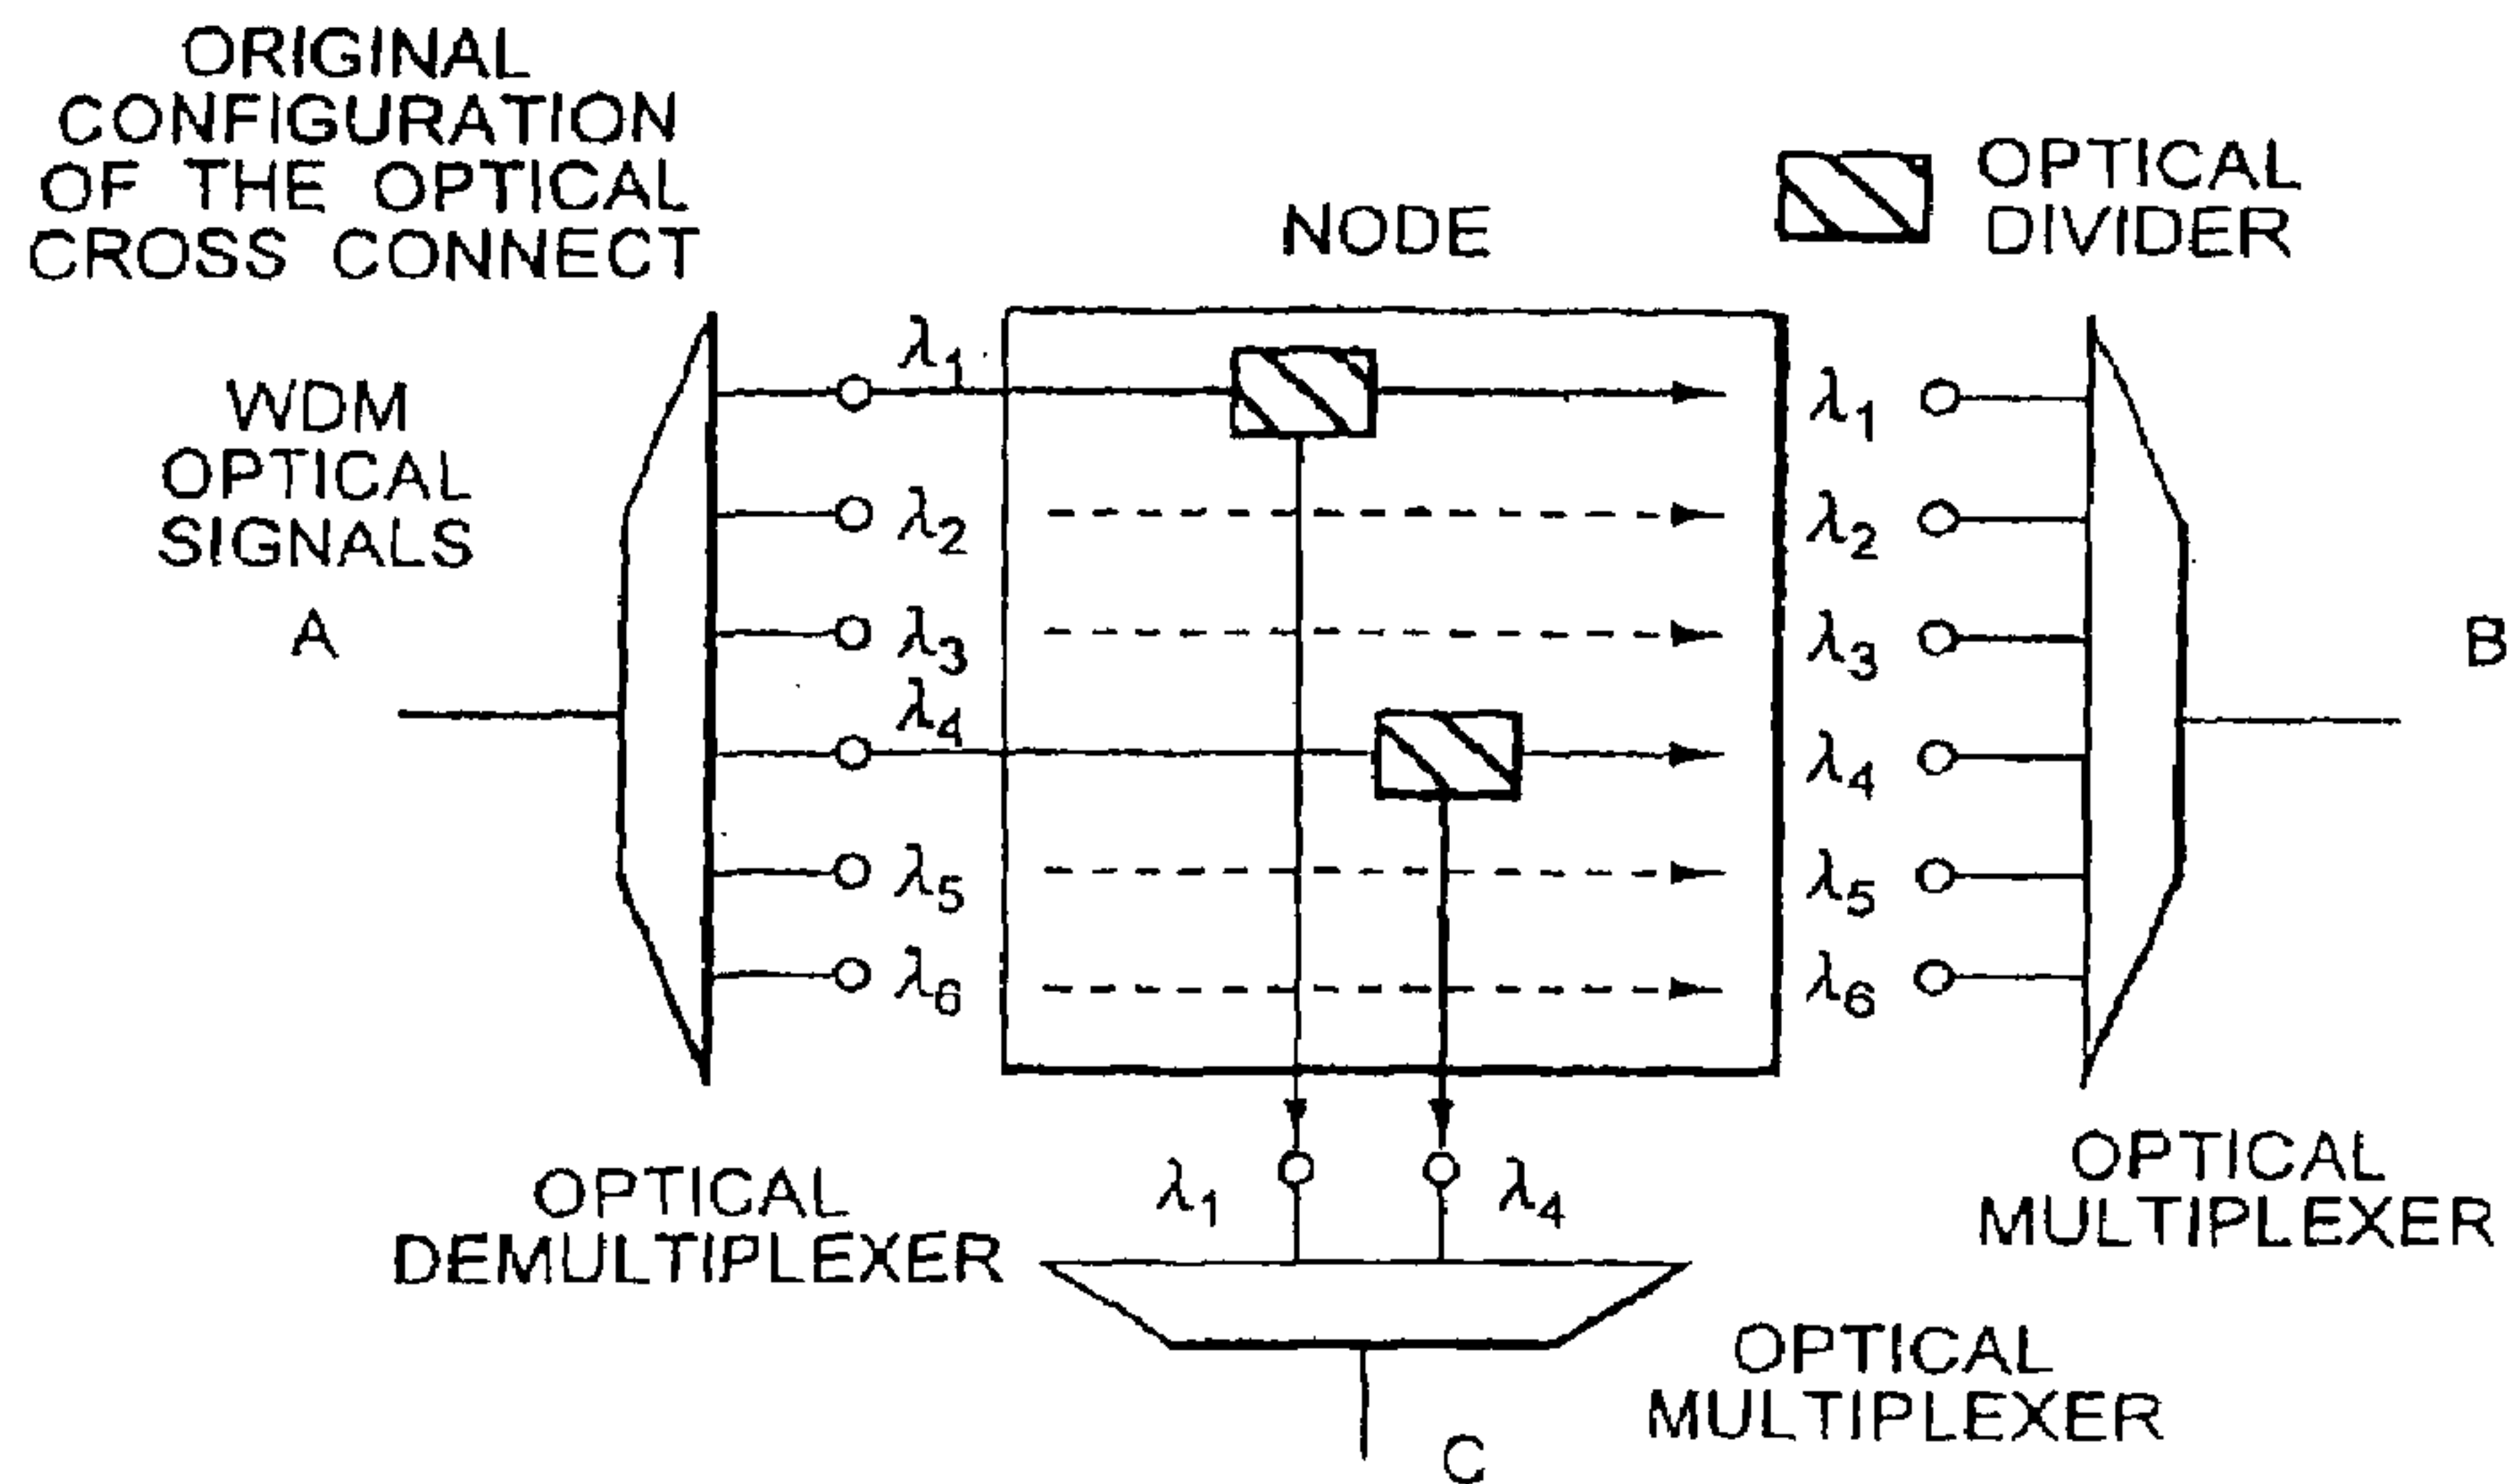 ORIGINAL
CONFIGURATION
OF THE OPTICAL
CROSS CONNECT
NODE
OPTICAL
DIVIDER
WDM
OPTICAL
SIGNALS
A
λ1
λ2
λ3
λ4
λ5
λ6
λ1
λ2
λ3
λ4
λ5
λ6
B
λ1
λ4
OPTICAL
DEMULTIPLEXER
OPTICAL
MULTIPLEXER
OPTICAL
MULTIPLEXER
C